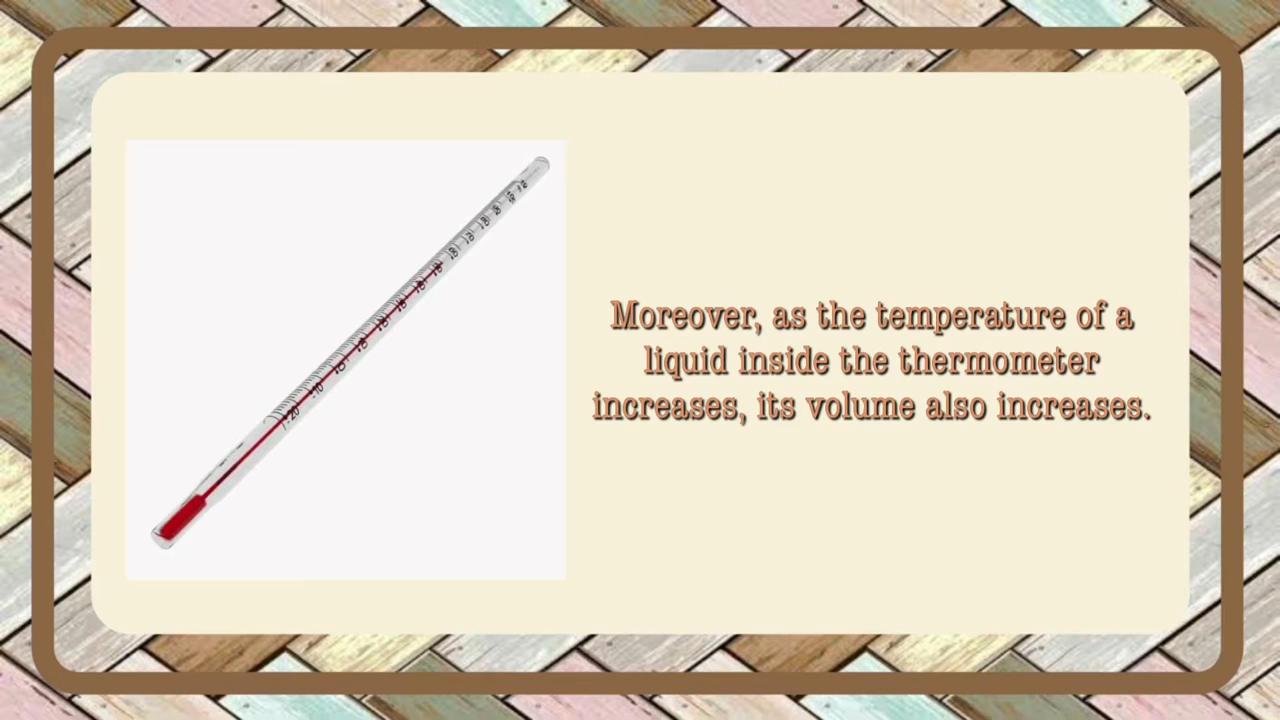 Moreover, as the temperature of a
liquid inside the thermometer
increases, its volume also increases.